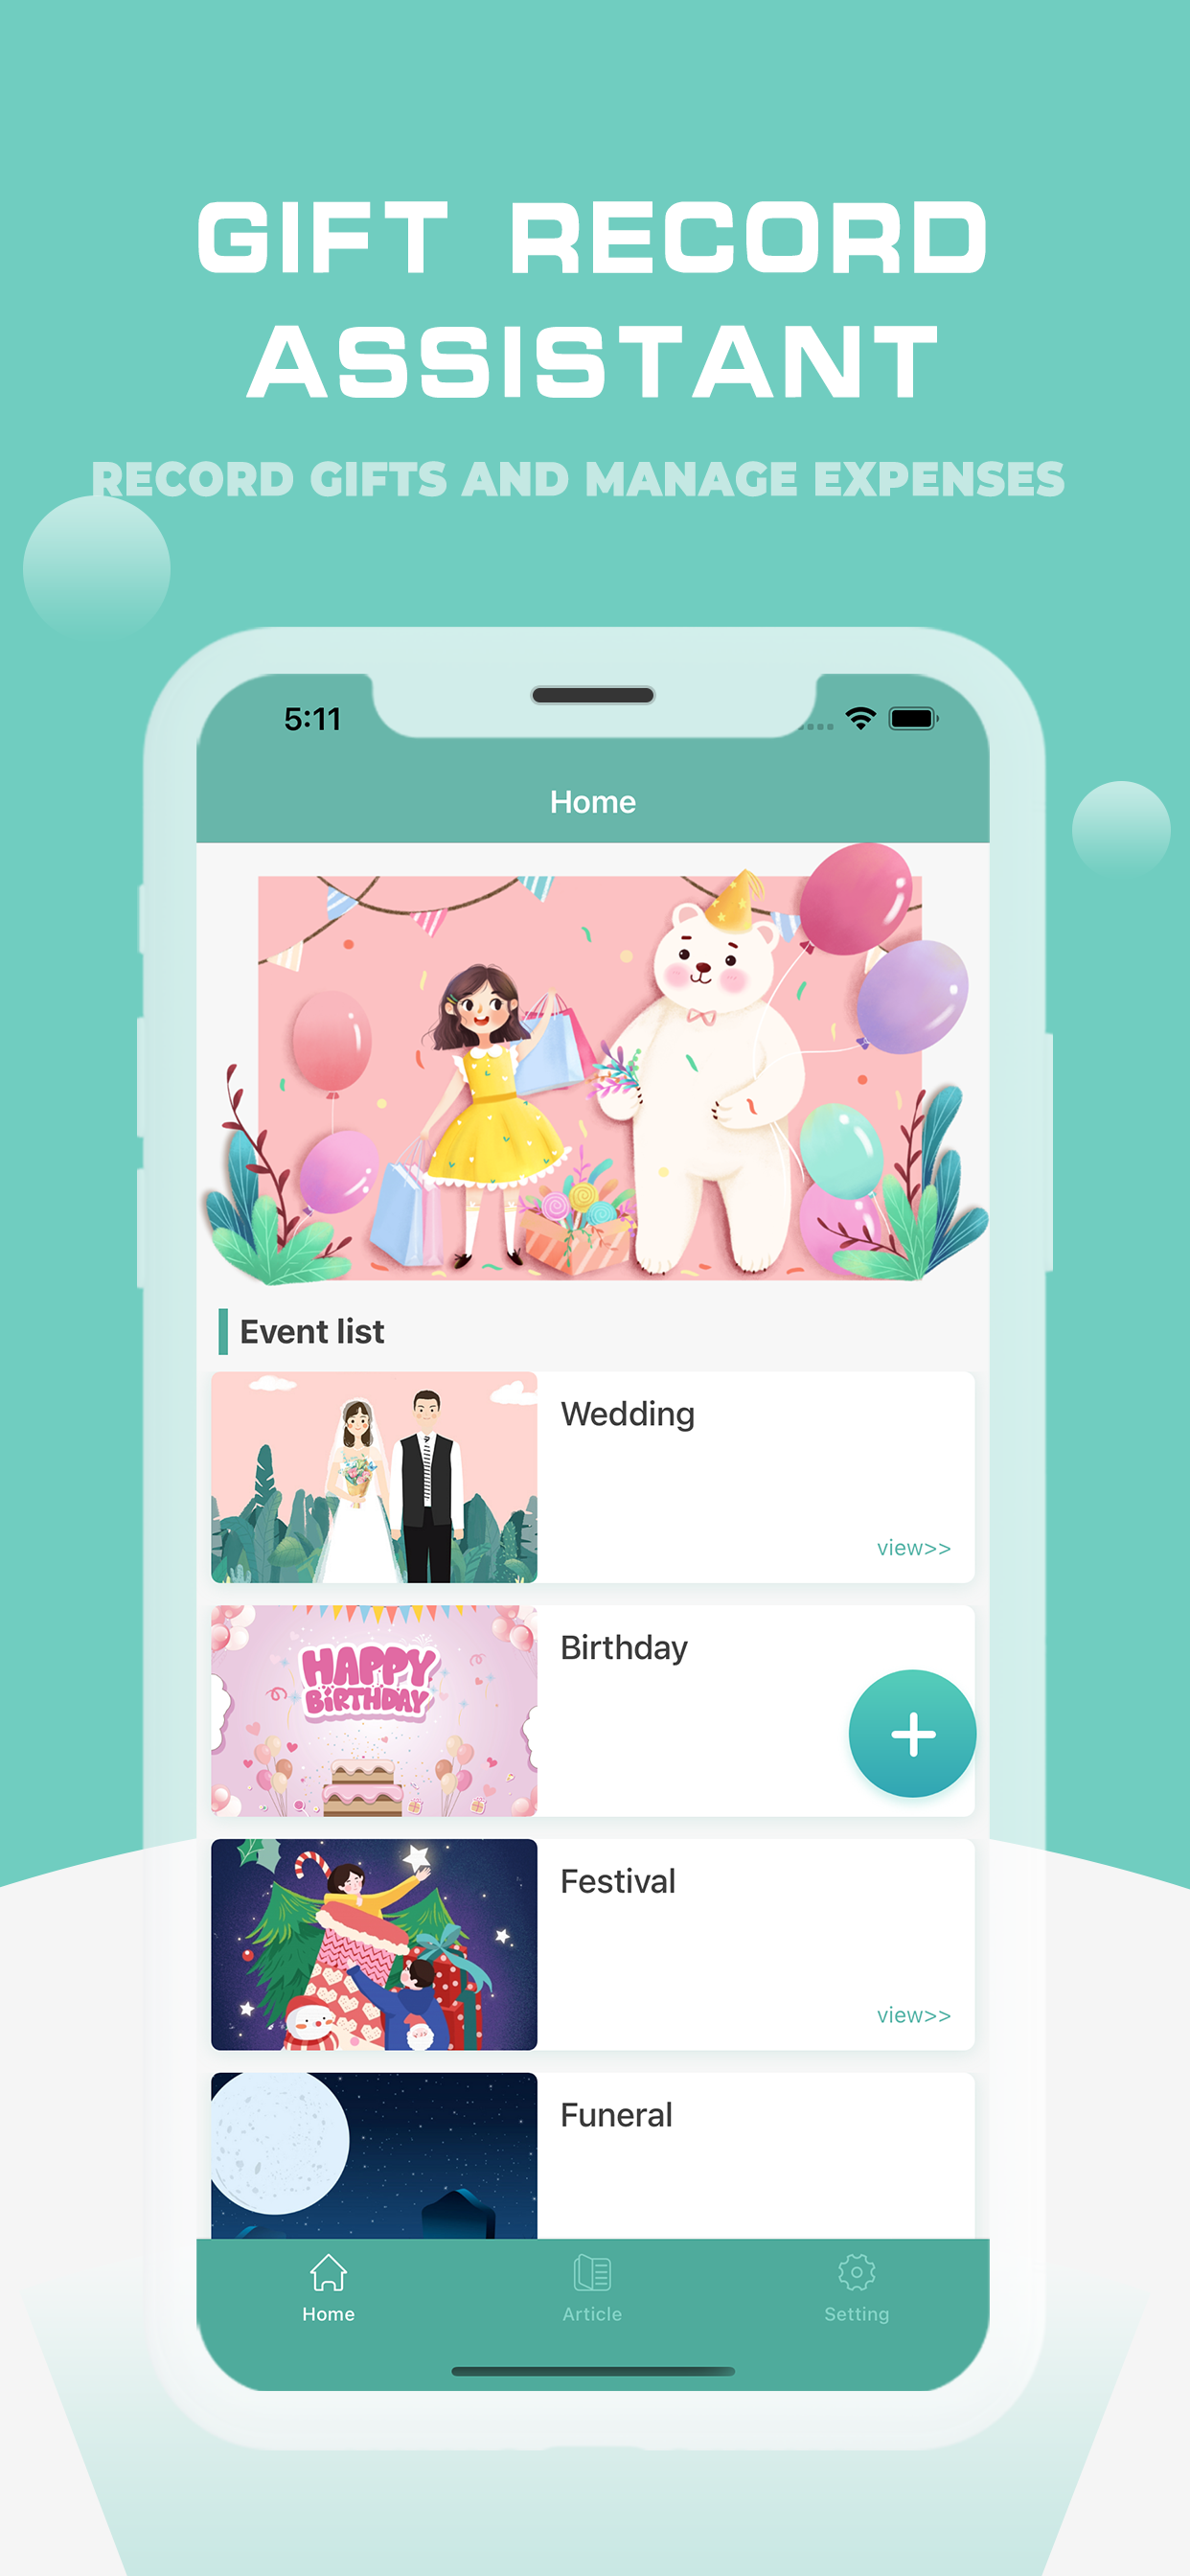 GIFT RECORD
ASSISTANT
RECORD GIFTS AND MANAGE EXPENSES
5:11
Home
Event list
Wedding
view>>
HAPPY
BIRTHDAY
Birthday
+
Festival
view>>
Funeral
Home
Article
Setting